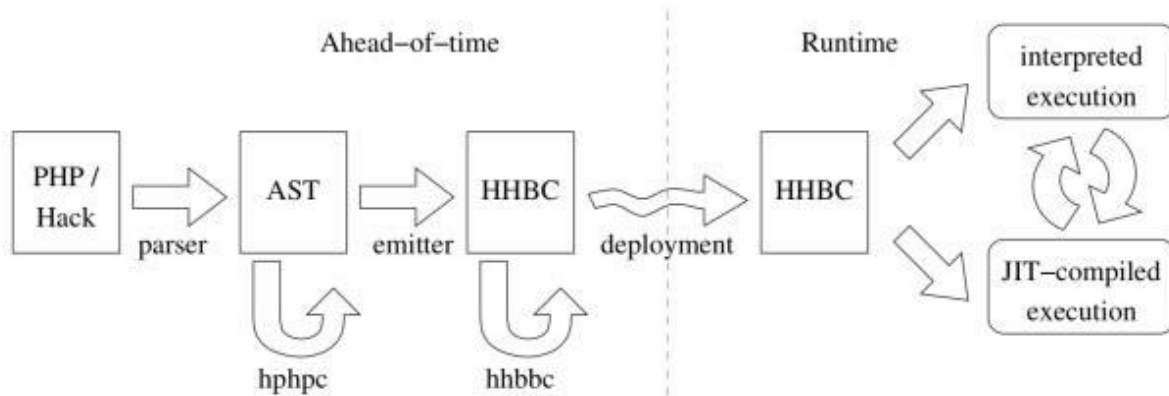 Ahead-of-time
Runtime
PHP /
Hack
parser
AST
hphpc
emitter
HHBC
hhbbc
deployment
HHBC
interpreted
execution
JIT-compiled
execution